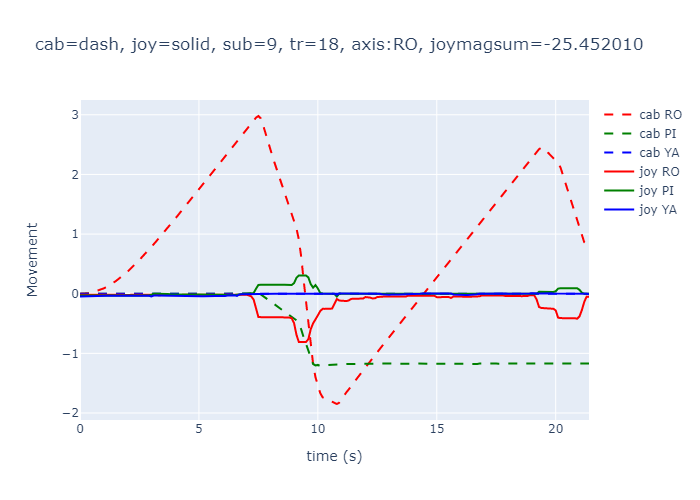 cab=dash, joy=solid, sub=9, tr=18, axis:RO, joymagsum=-25.452010
3
2
1
0
−1
−2
Movement
0
5
10
15
20
time (s)
cab RO
cab PI
cab YA
joy RO
joy PI
joy YA